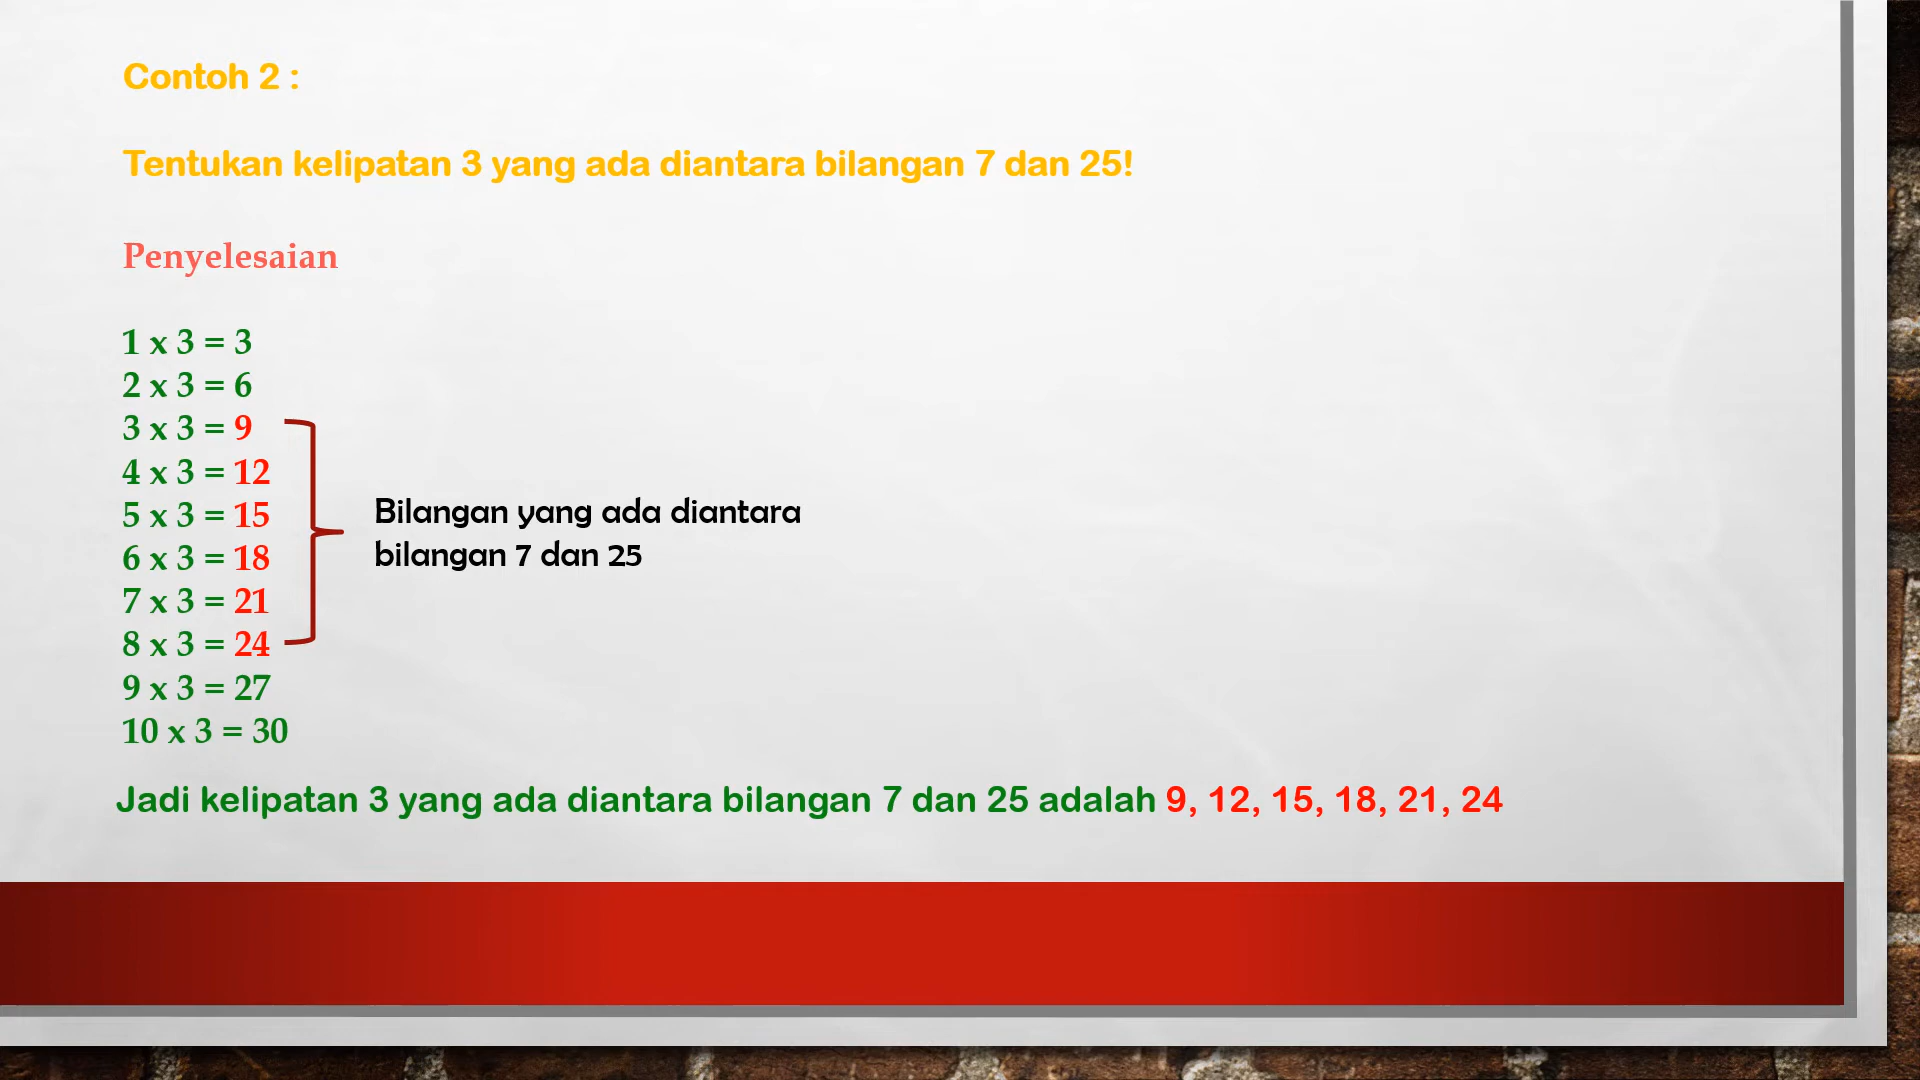 Contoh 2 :
Tentukan kelipatan 3 yang ada diantara bilangan 7 dan 25!
Penyelesaian
1 x 3 = 3
2 x 3 = 6
3 x 3 = 9
4 x 3 = 12
5 x 3 = 15
6 x 3 = 18
7 x 3 = 21
8 x 3 = 24
9 x 3 = 27
10 x 3 = 30
Bilangan yang ada diantara
bilangan 7 dan 25
Jadi kelipatan 3 yang ada diantara bilangan 7 dan 25 adalah 9, 12, 15, 18, 21, 24